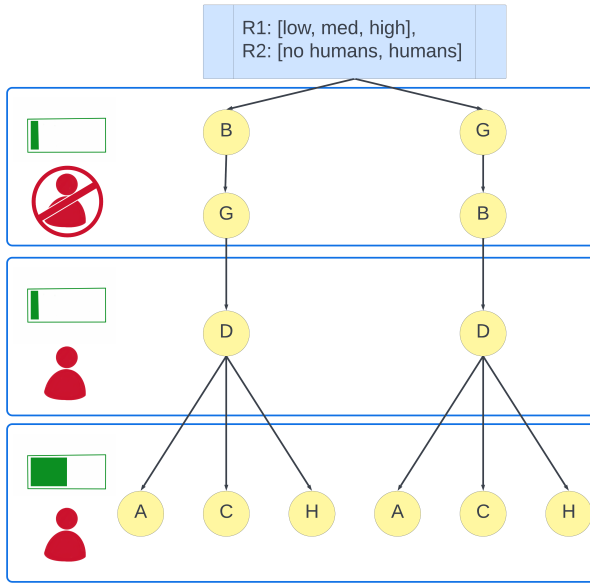 R1: [low, med, high],
R2: [no humans, humans]
B G
G B
D D
A C H A C H